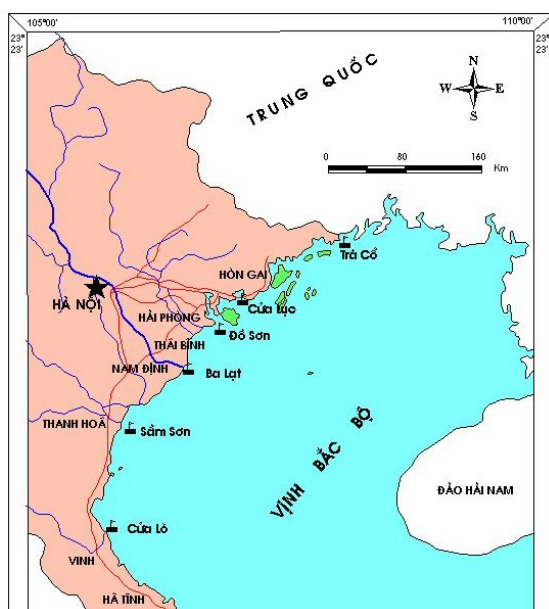 105°00'
110°00'
23°
23'
23°
23'
TRUNG QUỐC
N
W E
S
0 80 160
Km
Trà Cổ
HÒN GAI
Cửa Lục
HÀ NỘI
HẢI PHÒNG
Đồ Sơn
THÁI BÌNH
NAM ĐỊNH
Ba Lạt
THANH HOÁ
Sầm Sơn
VỊNH BẮC BỘ
ĐẢO HẢI NAM
Cửa Lò
VINH
HÀ TĨNH